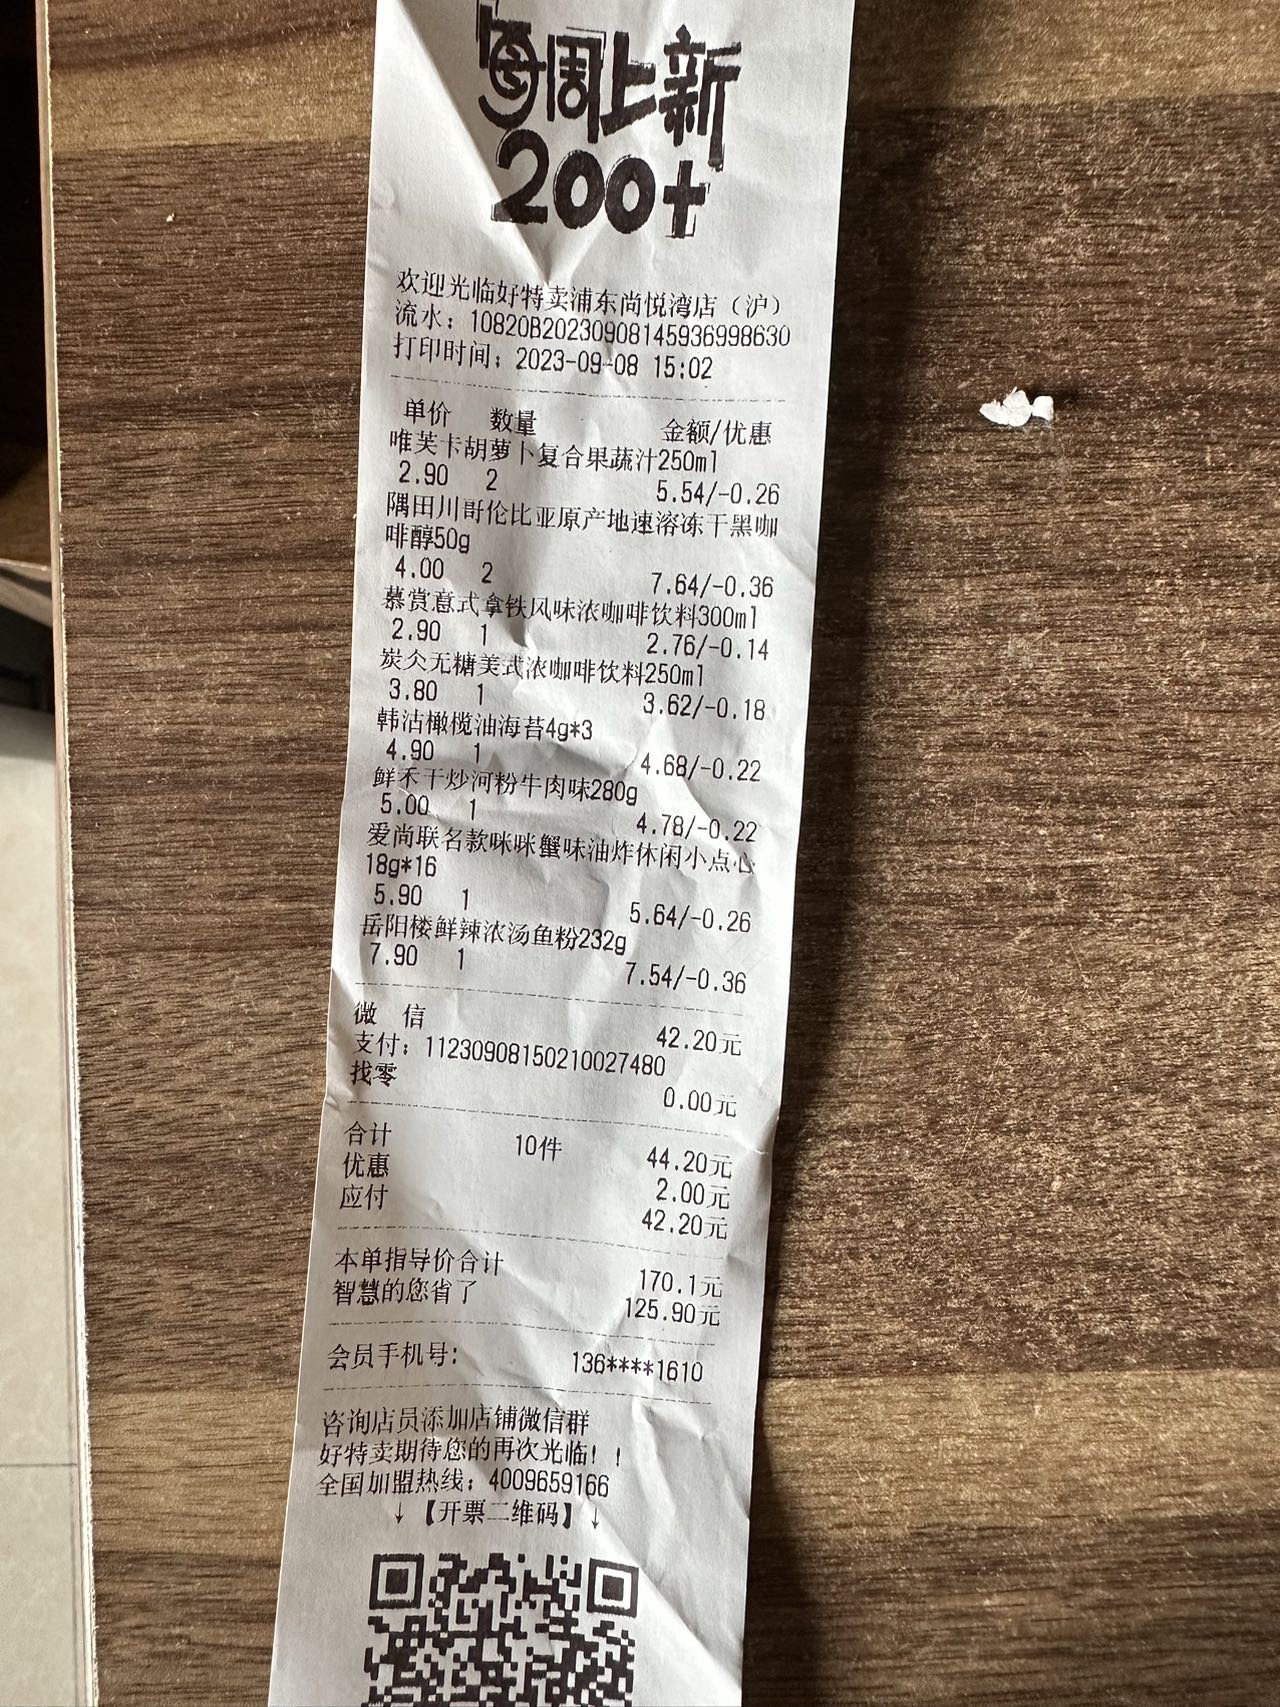 每周上新
200+
欢迎光临好特卖浦东尚悦湾店（沪）
流水：10820B20230908145936998630
打印时间：2023-09-08 15:02
单价 数量 金额/优惠
唯芙卡胡萝卜复合果蔬汁250ml
2.90 2 5.54/-0.26
隅田川哥伦比亚原产地速溶冻干黑咖
啡醇50g
4.00 2 7.64/-0.36
慕赏意式拿铁风味浓咖啡饮料300ml
2.90 1 2.76/-0.14
炭仌无糖美式浓咖啡饮料250ml
3.80 1 3.62/-0.18
韩沾橄榄油海苔4g*3
4.90 1 4.68/-0.22
鲜禾干炒河粉牛肉味280g
5.00 1 4.78/-0.22
爱尚联名款咪咪蟹味油炸休闲小点心
18g*16
5.90 1 5.64/-0.26
岳阳楼鲜辣浓汤鱼粉232g
7.90 1 7.54/-0.36
微 信 42.20元
支付：11230908150210027480
找零 0.00元
合计 10件 44.20元
优惠 2.00元
应付 42.20元
本单指导价合计 170.1元
智慧的您省了 125.90元
会员手机号: 136****1610
咨询店员添加店铺微信群
好特卖期待您的再次光临！！
全国加盟热线：4009659166
↓【开票二维码】↓